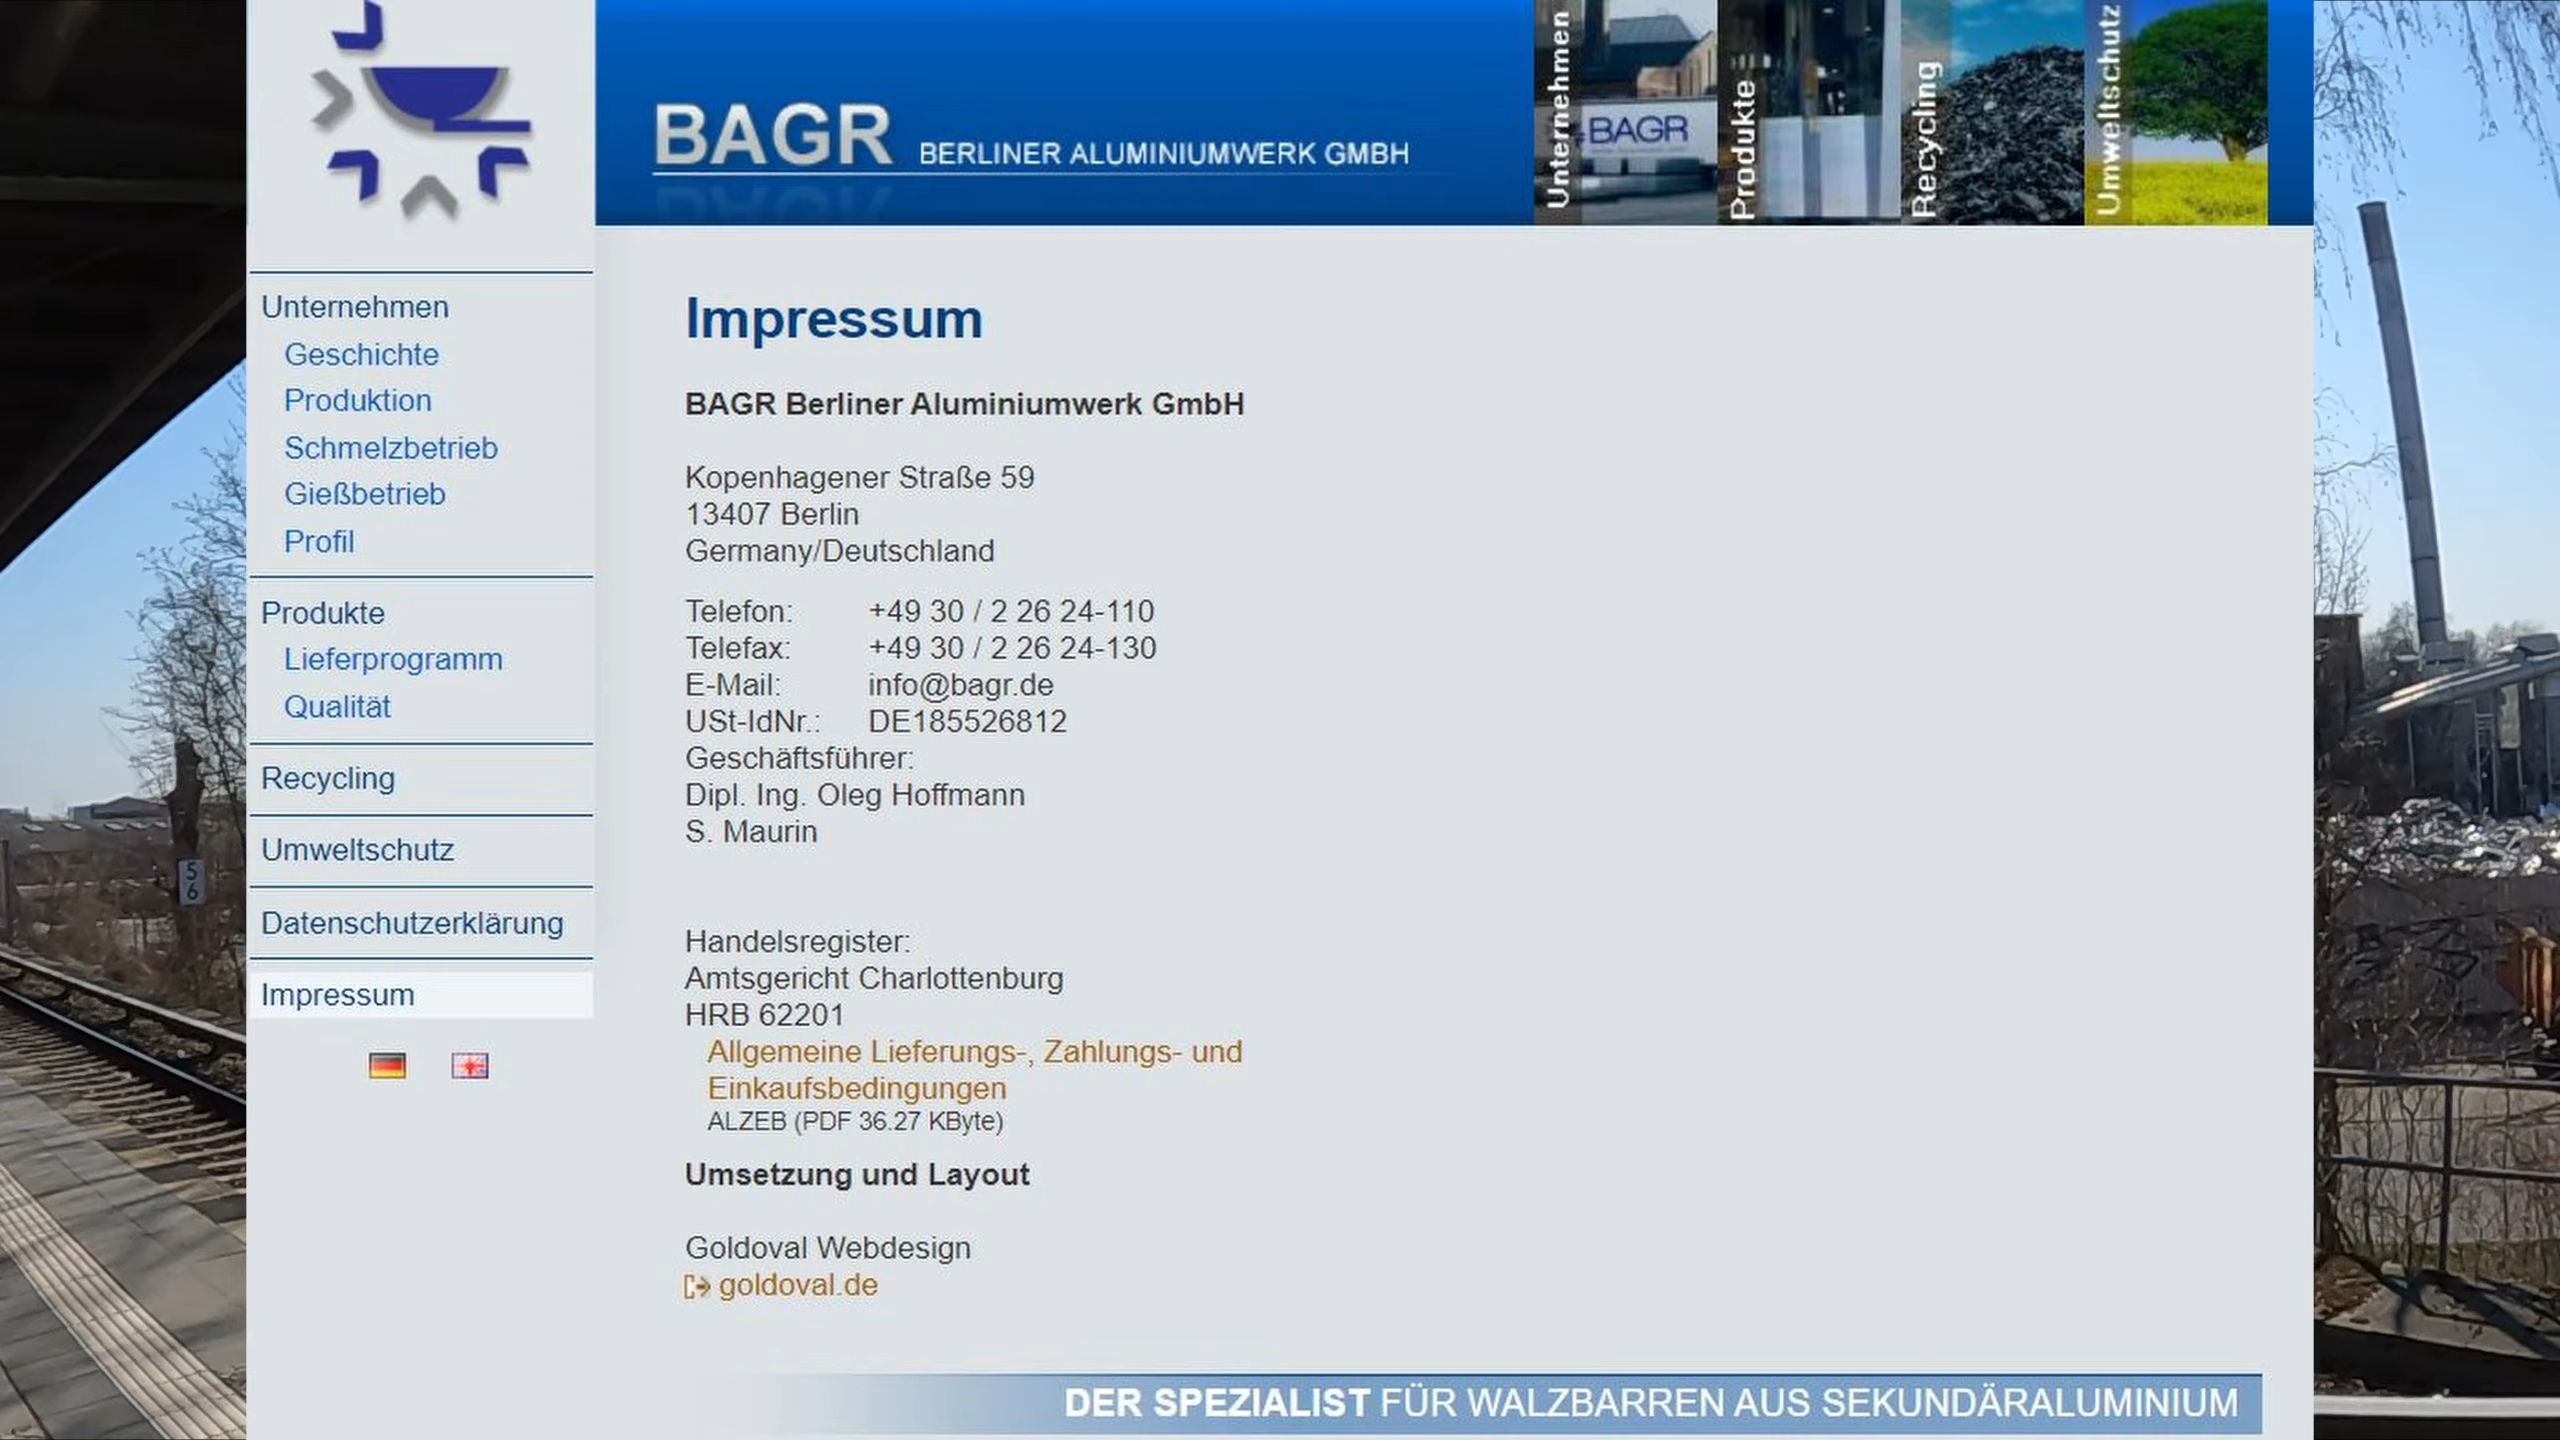 BAGR BERLINER ALUMINIUMWERK GMBH
Unternehmen
BAGR
Produkte
Recycling
Umweltschutz
Unternehmen
Geschichte
Produktion
Schmelzbetrieb
Gießbetrieb
Profil
Produkte
Lieferprogramm
Qualität
Recycling
Umweltschutz
Datenschutzerklärung
Impressum
Impressum
BAGR Berliner Aluminiumwerk GmbH
Kopenhagener Straße 59
13407 Berlin
Germany/Deutschland
Telefon: +49 30 / 2 26 24-110
Telefax: +49 30 / 2 26 24-130
E-Mail: info@bagr.de
USt-IdNr.: DE185526812
Geschäftsführer:
Dipl. Ing. Oleg Hoffmann
S. Maurin
Handelsregister:
Amtsgericht Charlottenburg
HRB 62201
Allgemeine Lieferungs-, Zahlungs- und
Einkaufsbedingungen
ALZEB (PDF 36.27 KByte)
Umsetzung und Layout
Goldoval Webdesign
goldoval.de
DER SPEZIALIST FÜR WALZBARREN AUS SEKUNDÄRALUMINIUM
5
6